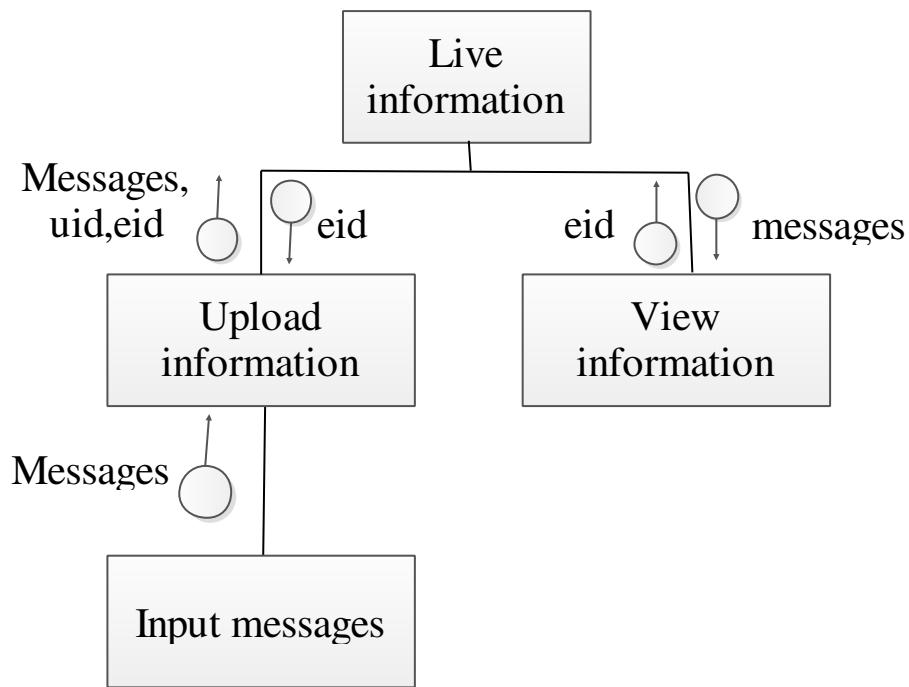 Live
information
Messages,
uid,eid
eid
eid
messages
Upload
information
View
information
Messages
Input messages